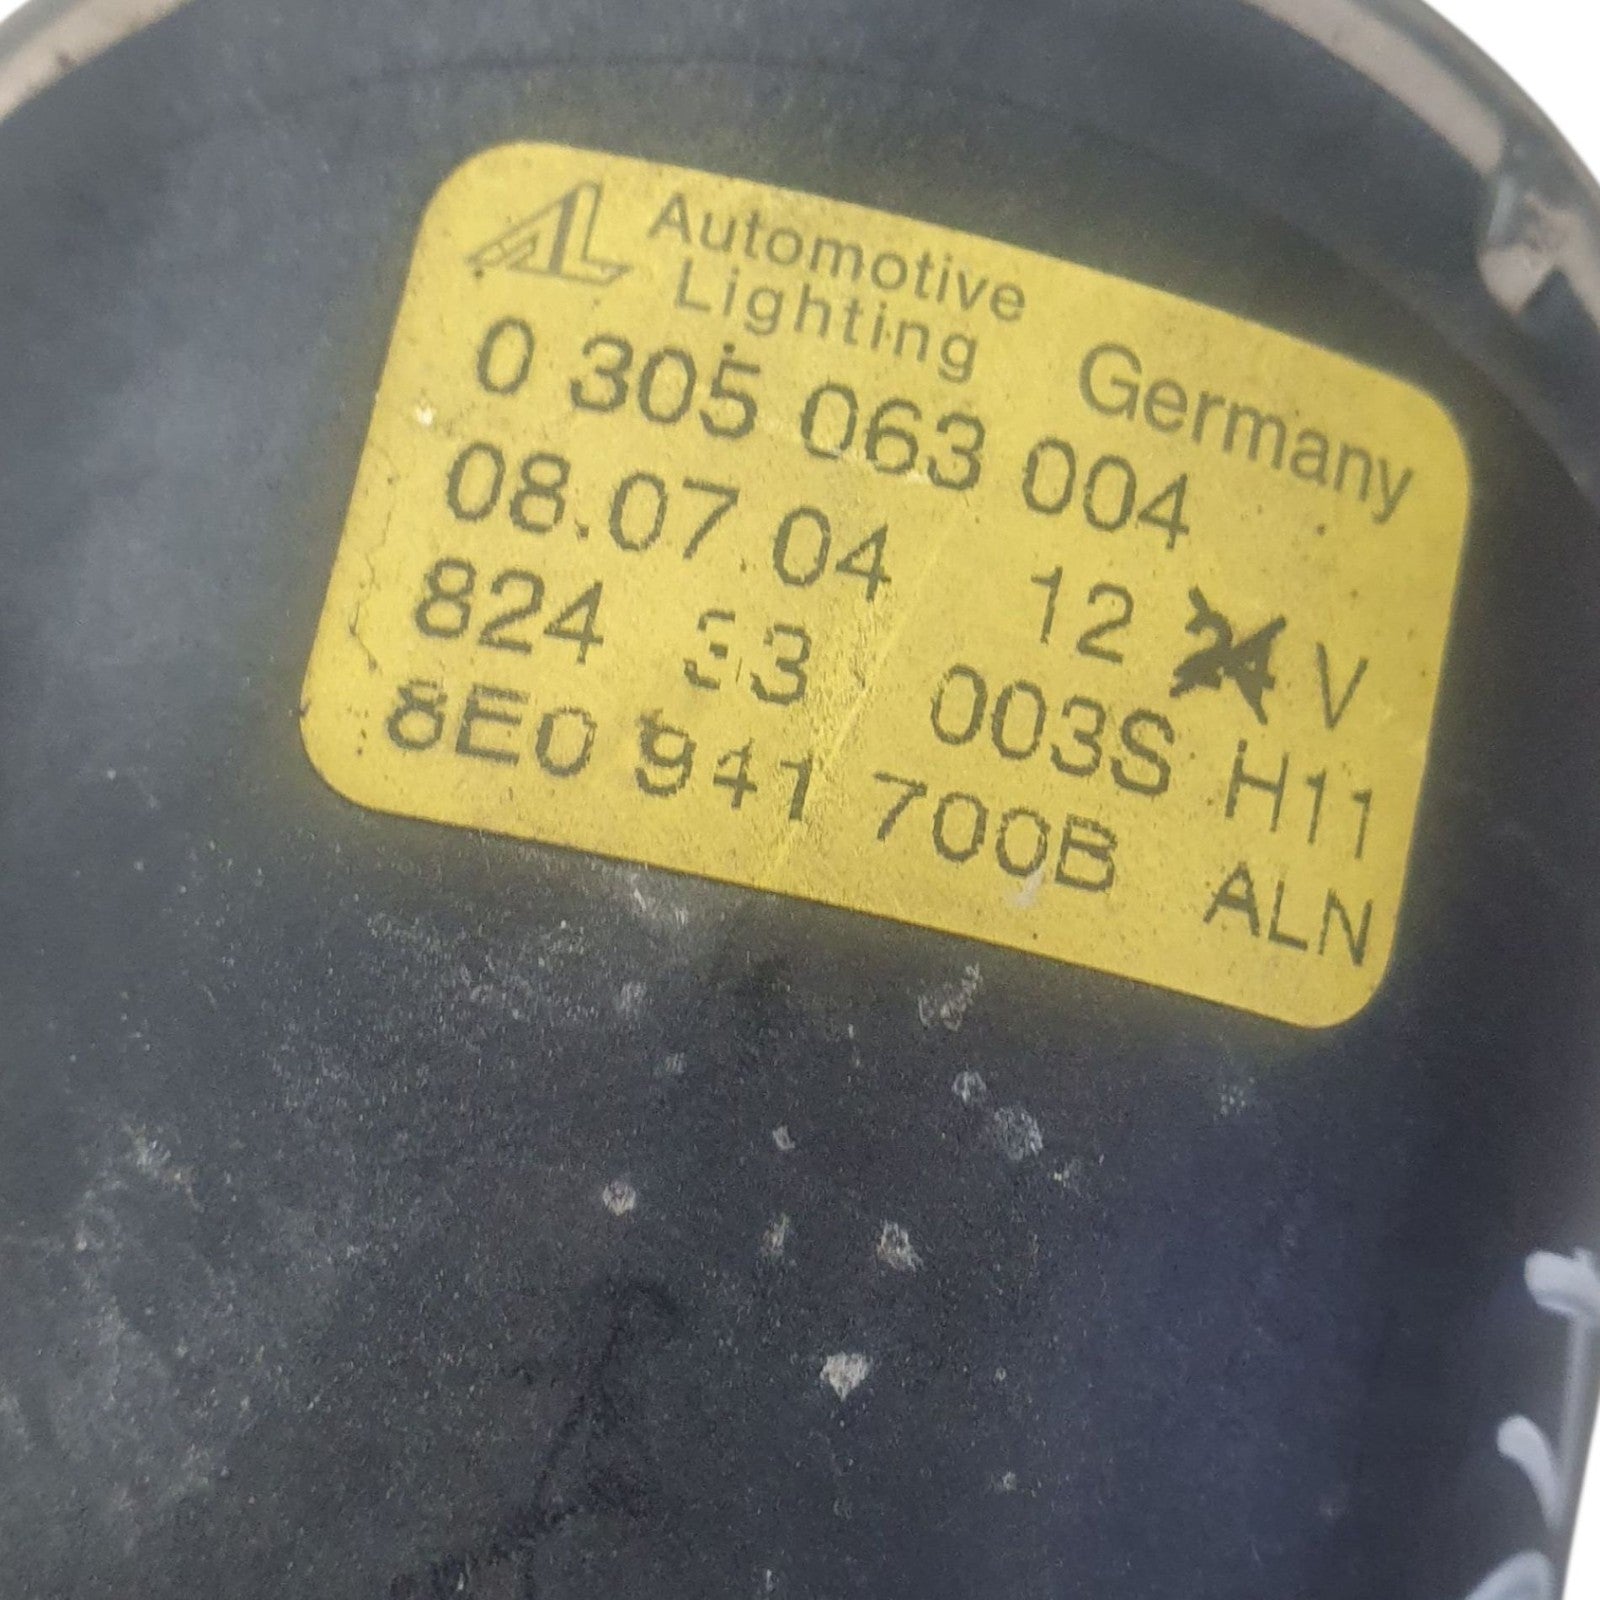 AL Automotive
Lighting Germany
0 305 063 004
08.07.04 12 24 V
824 33 003S H11
8E0 941 700B ALN